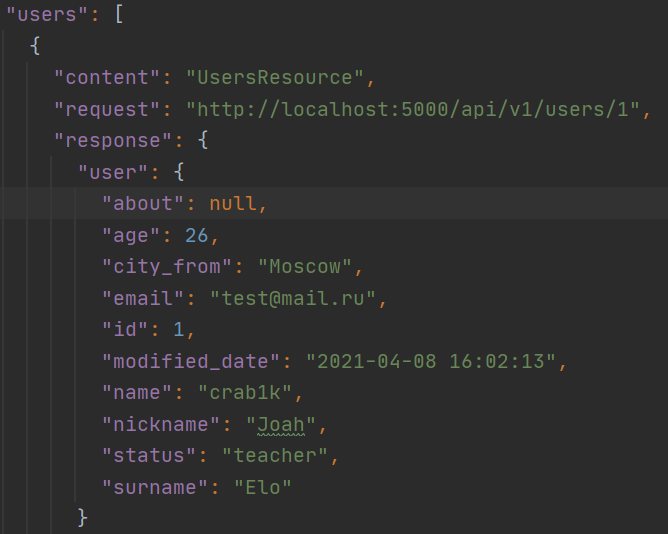 "users": [
{
"content": "UsersResource",
"request": "http://localhost:5000/api/v1/users/1",
"response": {
"user": {
"about": null,
"age": 26,
"city_from": "Moscow",
"email": "test@mail.ru",
"id": 1,
"modified_date": "2021-04-08 16:02:13",
"name": "crab1k",
"nickname": "Joah",
"status": "teacher",
"surname": "Elo"
}